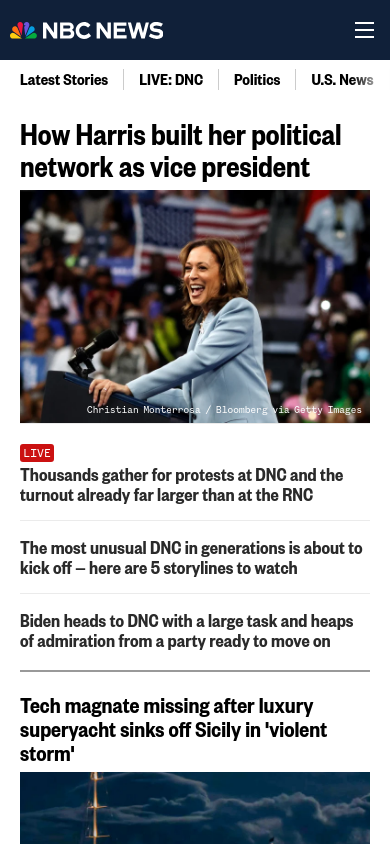 NBC NEWS
Latest Stories
LIVE: DNC
Politics
U.S. News
How Harris built her political
network as vice president
Christian Monterrosa / Bloomberg via Getty Images
LIVE
Thousands gather for protests at DNC and the
turnout already far larger than at the RNC
The most unusual DNC in generations is about to
kick off — here are 5 storylines to watch
Biden heads to DNC with a large task and heaps
of admiration from a party ready to move on
Tech magnate missing after luxury
superyacht sinks off Sicily in 'violent
storm'